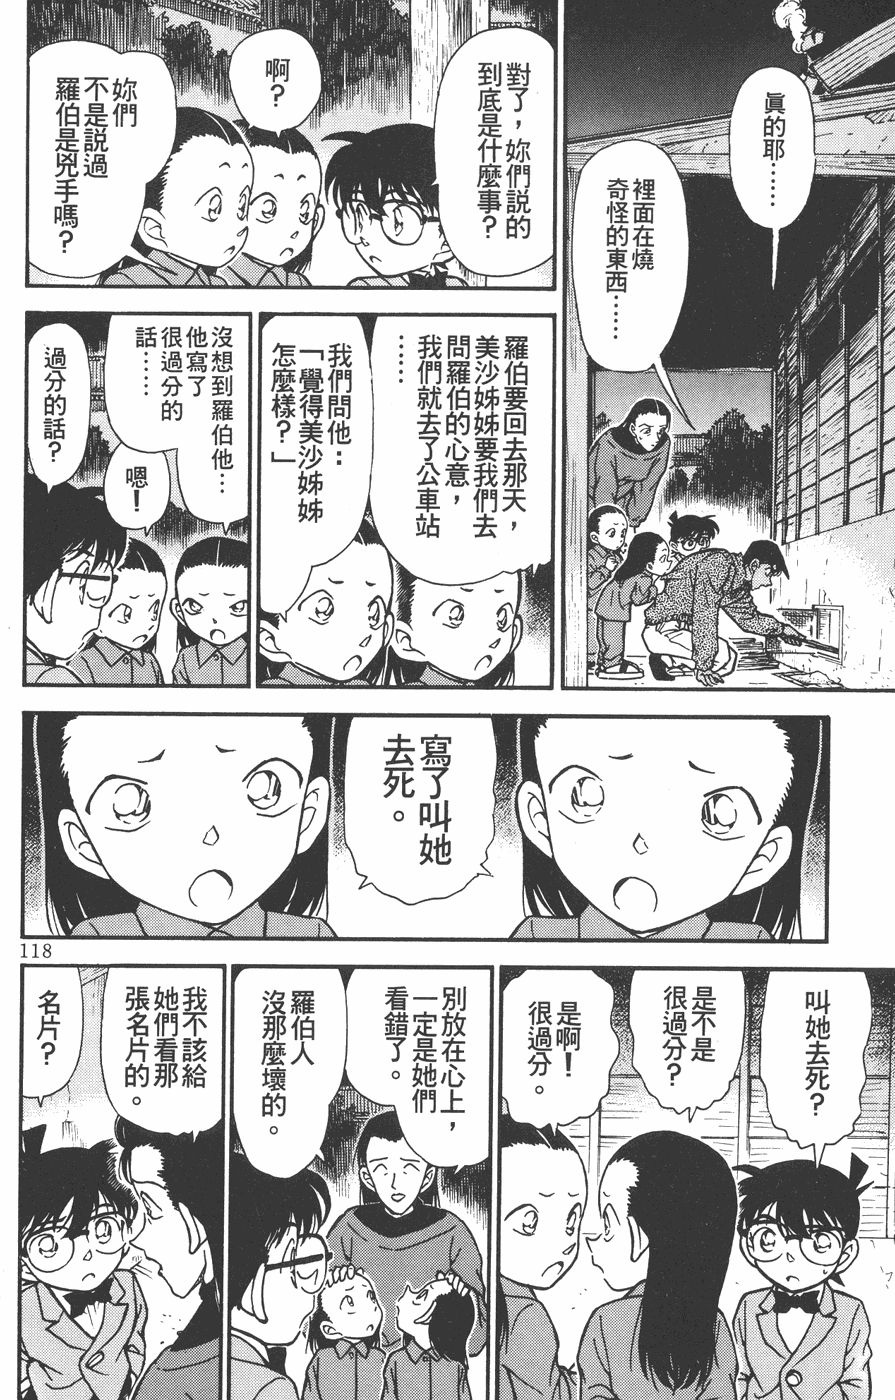 真的耶……
裡面在燒
奇怪的東西……
對了，妳們說的
到底是什麼事？
啊？
妳們
不是說過
羅伯是兇手嗎？
羅伯要回去那天，
美沙姊姊要我們去
問羅伯的心意，
我們就去了公車站
……
我們問他：
「覺得美沙姊姊
怎麼樣？」
沒想到羅伯他…
他寫了
很過分的
話……
嗯！
過分的話？
寫了叫她
去死。
118
叫她去死？
是不是
很過分？
是啊！
很過分。
別放在心上，
一定是她們
看錯了。
羅伯人
沒那麼壞的。
我不該給
她們看那
張名片的。
名片？